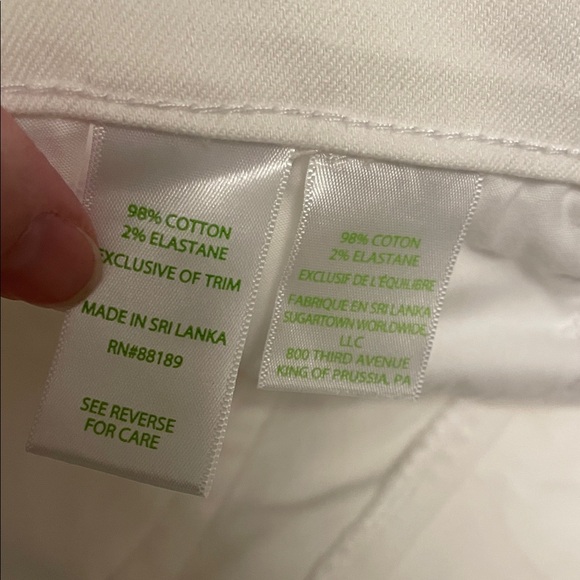 98% COTTON
2% ELASTANE
EXCLUSIVE OF TRIM
MADE IN SRI LANKA
RN#88189
SEE REVERSE
FOR CARE
98% COTON
2% ELASTANE
EXCLUSIF DE L'ÉQUILIBRE
FABRIQUE EN SRI LANKA
SUGARTOWN WORLDWIDE,
LLC
800 THIRD AVENUE
KING OF PRUSSIA, PA